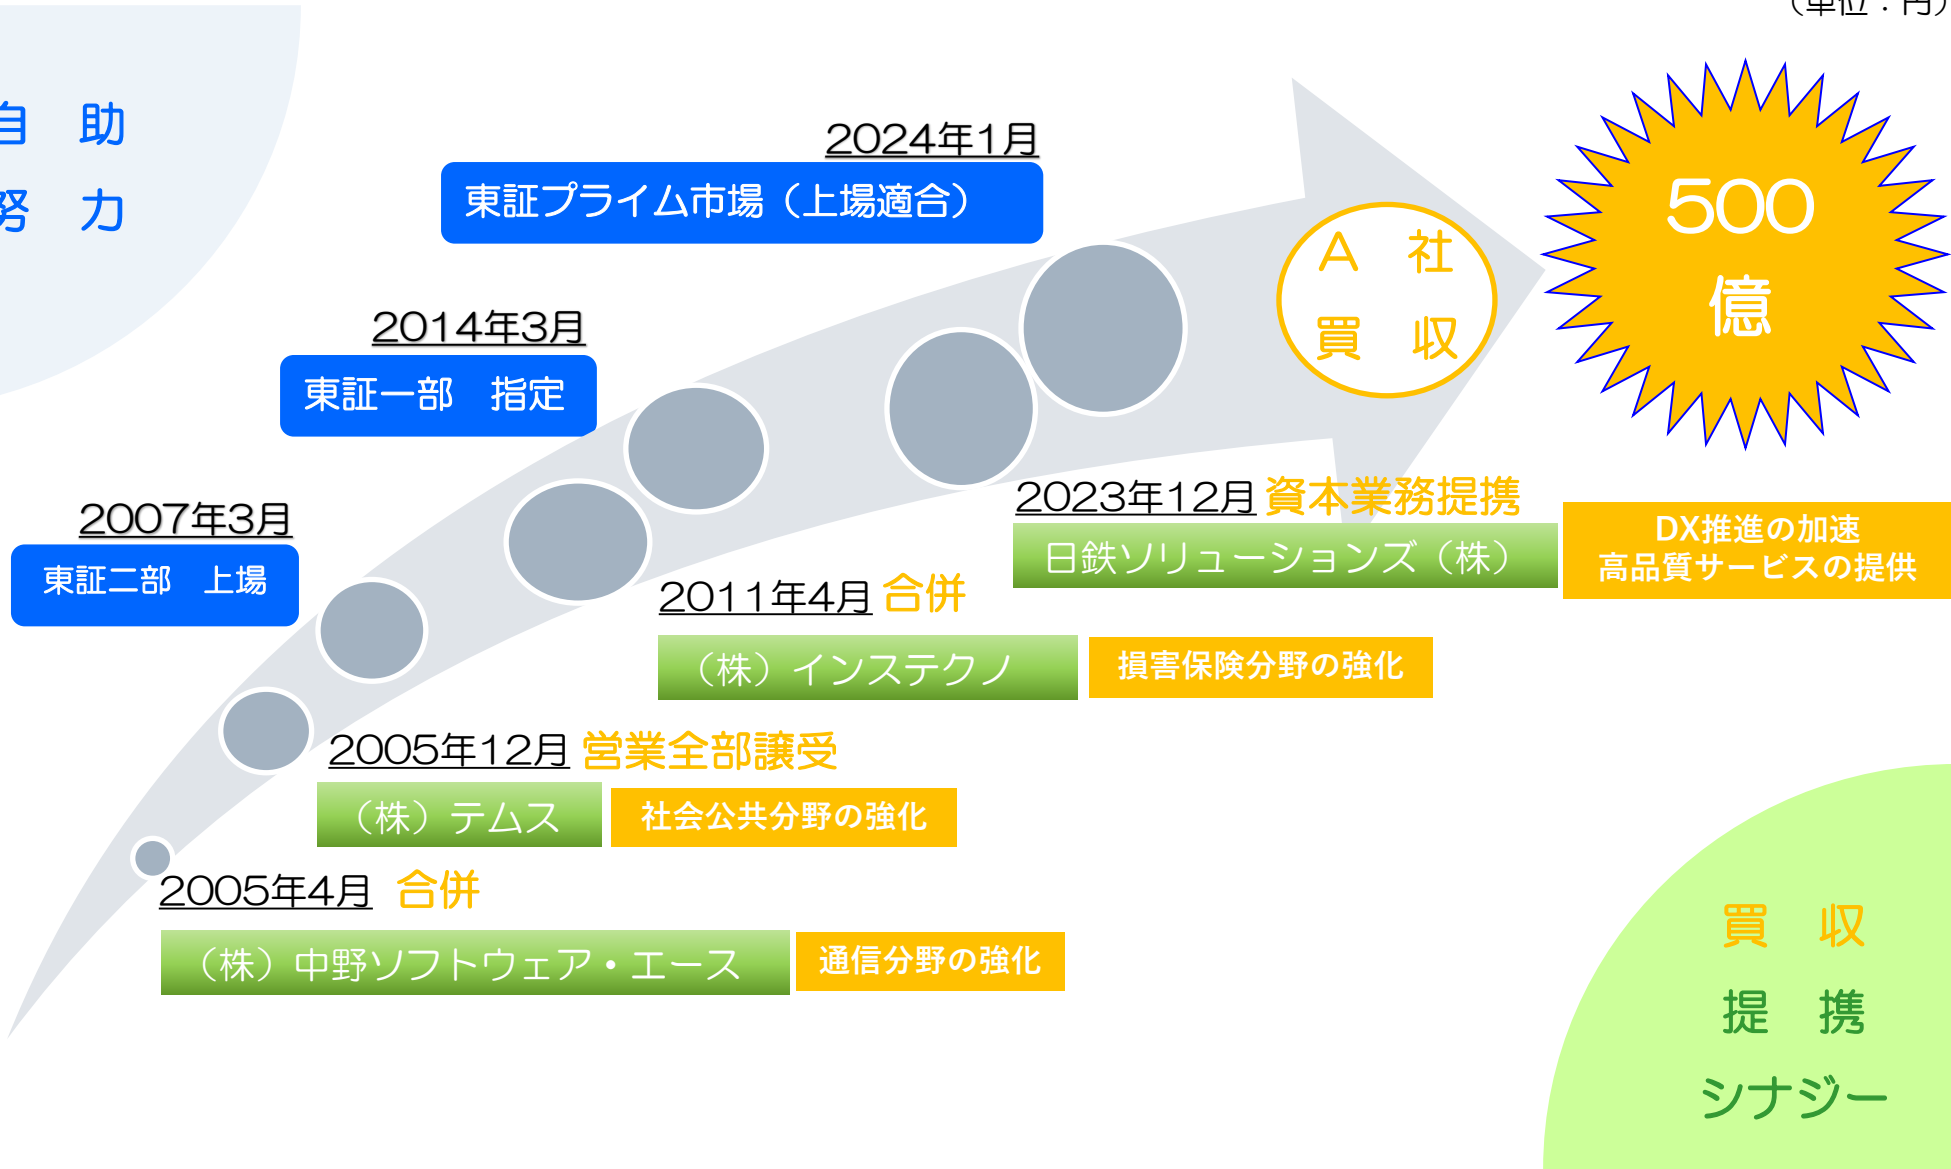 （単位：円）
自　助
努　力
2024年1月
東証プライム市場（上場適合）
500
億
A　社
買　収
2014年3月
東証一部　指定
2007年3月
東証二部　上場
2023年12月 資本業務提携
日鉄ソリューションズ（株）
DX推進の加速
高品質サービスの提供
2011年4月 合併
（株）インステクノ
損害保険分野の強化
2005年12月 営業全部譲受
（株）テムス
社会公共分野の強化
2005年4月 合併
（株）中野ソフトウェア・エース
通信分野の強化
買　収
提　携
シナジー